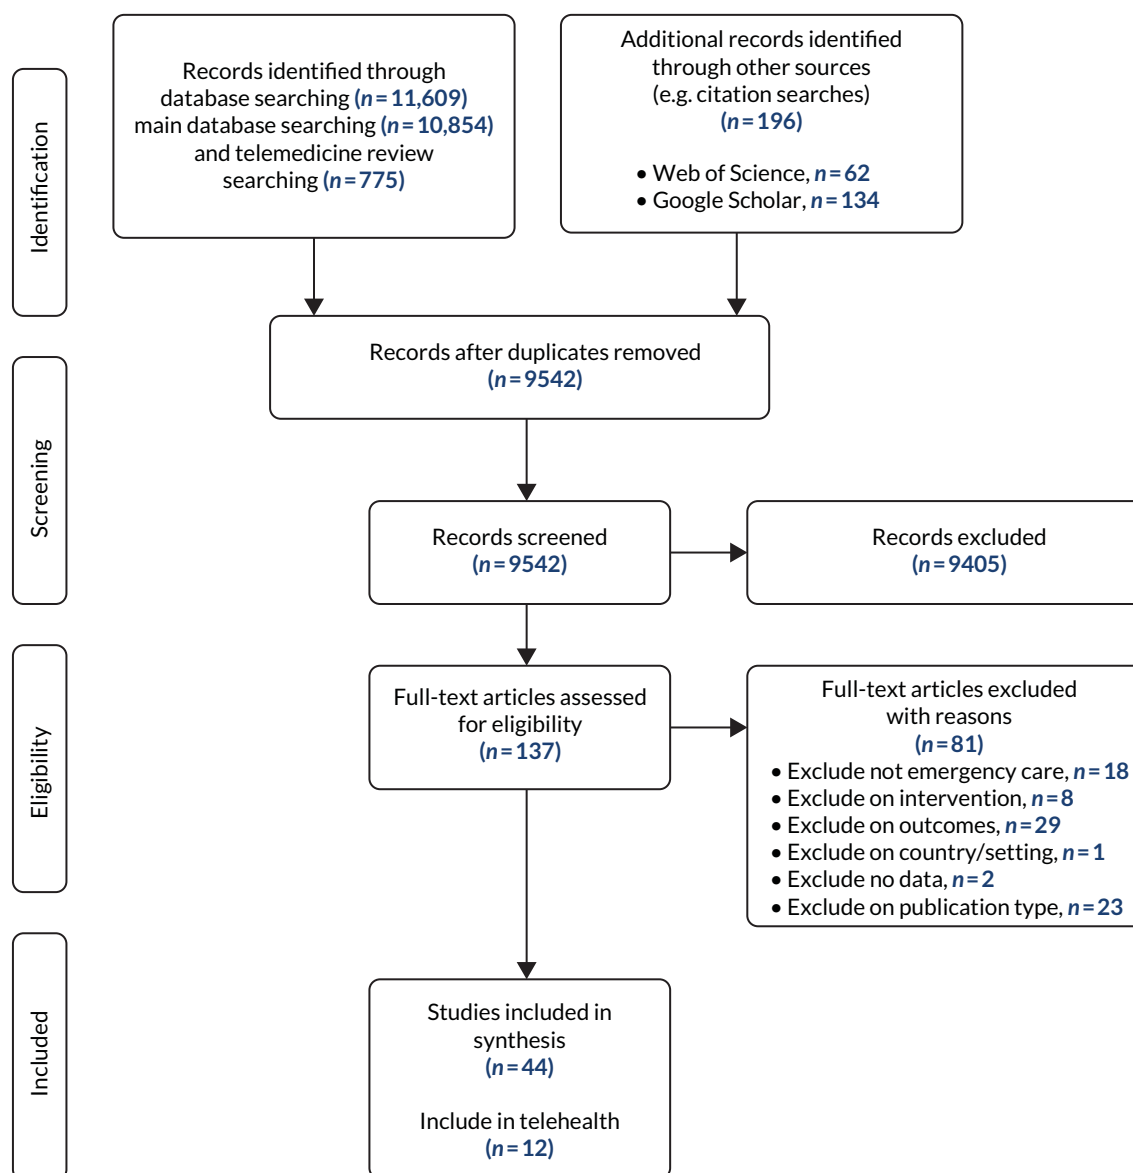 Identification
Records identified through
database searching (n=11,609)
main database searching (n=10,854)
and telemedicine review
searching (n=775)
Additional records identified
through other sources
(e.g. citation searches)
(n=196)
• Web of Science, n=62
• Google Scholar, n=134
Records after duplicates removed
(n=9542)
Screening
Records screened
(n=9542)
Records excluded
(n=9405)
Eligibility
Full-text articles assessed
for eligibility
(n=137)
Full-text articles excluded
with reasons
(n=81)
• Exclude not emergency care, n=18
• Exclude on intervention, n=8
• Exclude on outcomes, n=29
• Exclude on country/setting, n=1
• Exclude no data, n=2
• Exclude on publication type, n=23
Included
Studies included in
synthesis
(n=44)
Include in telehealth
(n=12)